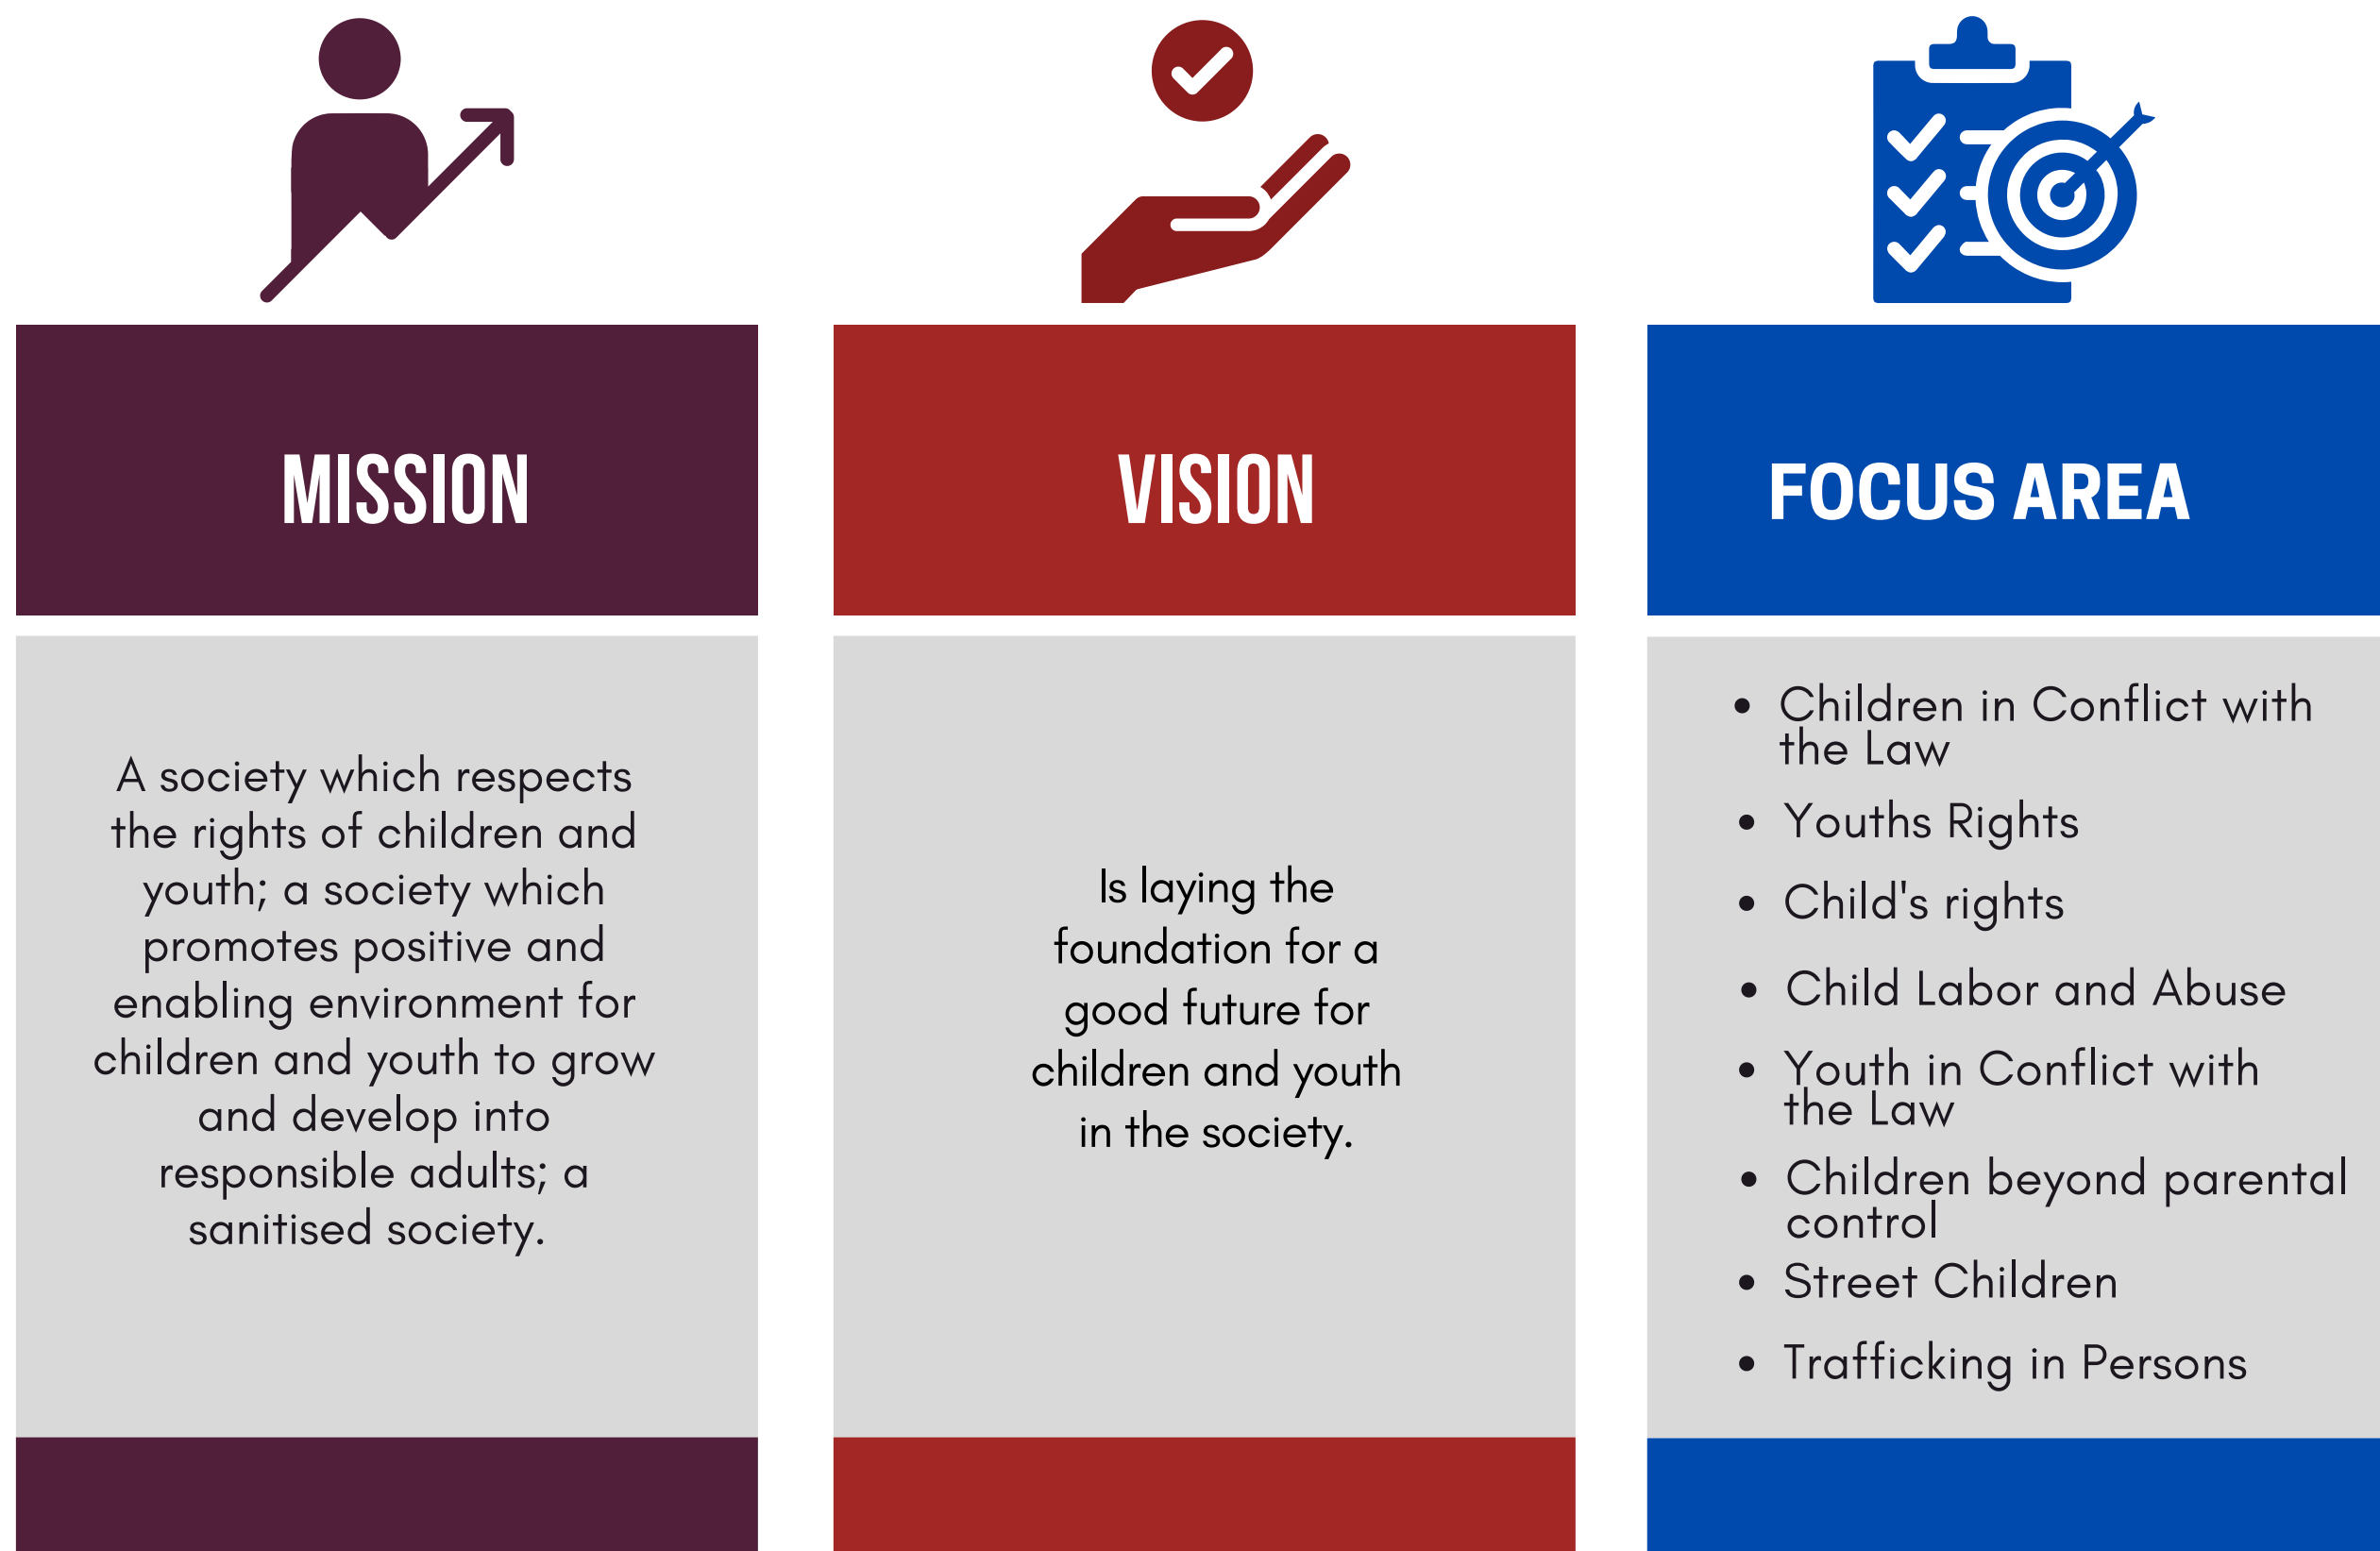 MISSION
A society which respects
the rights of children and
youth; a society which
promotes positive and
enabling environment for
children and youth to grow
and develop into
responsible adults; a
sanitised society.
VISION
Is laying the
foundation for a
good future for
children and youth
in the society.
FOCUS AREA
• Children in Conflict with
the Law
• Youths Rights
• Child's rights
• Child Labor and Abuse
• Youth in Conflict with
the Law
• Children beyond parental
control
• Street Children
• Trafficking in Persons